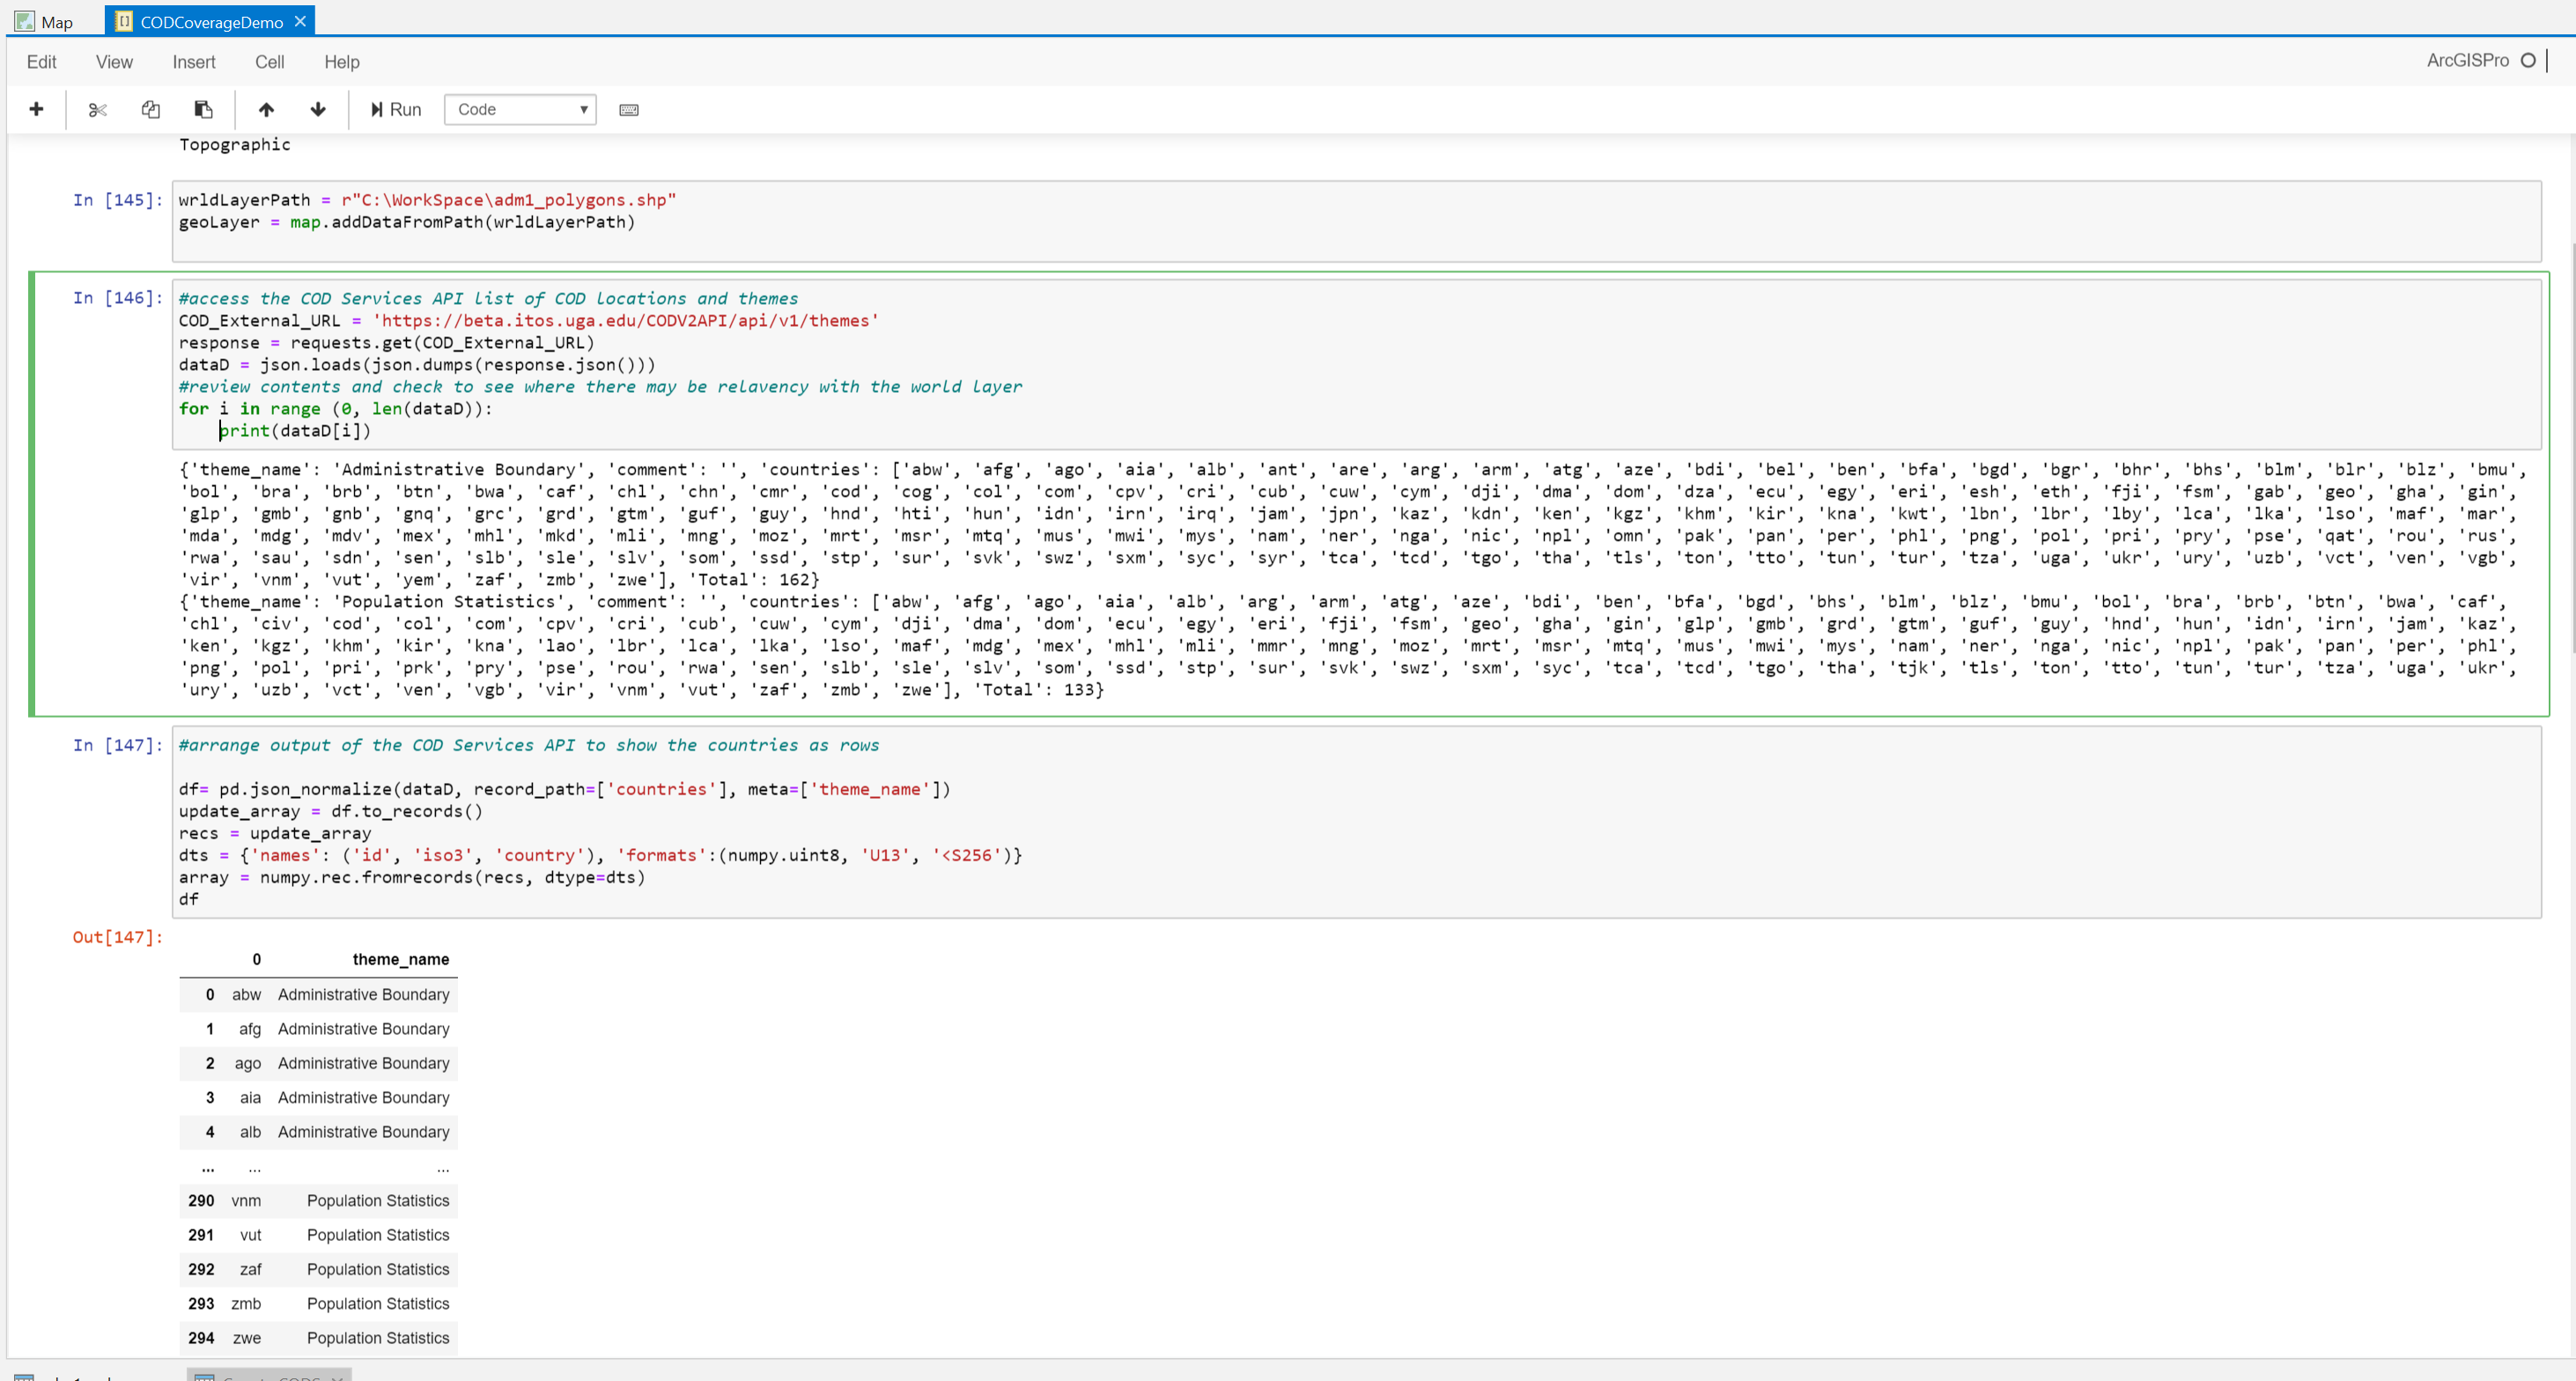 Map
CODCoverageDemo
Edit View Insert Cell Help
ArcGISPro
Run Code
Topographic
In [145]:
wrldLayerPath = r"C:\WorkSpace\adm1_polygons.shp"
geoLayer = map.addDataFromPath(wrldLayerPath)
In [146]:
#access the COD Services API list of COD locations and themes
COD_External_URL = 'https://beta.itos.uga.edu/CODV2API/api/v1/themes'
response = requests.get(COD_External_URL)
dataD = json.loads(json.dumps(response.json()))
#review contents and check to see where there may be relavency with the world layer
for i in range (0, len(dataD)):
print(dataD[i])
{'theme_name': 'Administrative Boundary', 'comment': '', 'countries': ['abw', 'afg', 'ago', 'aia', 'alb', 'ant', 'are', 'arg', 'arm', 'atg', 'aze', 'bdi', 'bel', 'ben', 'bfa', 'bgd', 'bgr', 'bhr', 'bhs', 'blm', 'blr', 'blz', 'bmu',
'bol', 'bra', 'brb', 'btn', 'bwa', 'caf', 'chl', 'chn', 'cmr', 'cod', 'cog', 'col', 'com', 'cpv', 'cri', 'cub', 'cuw', 'cym', 'dji', 'dma', 'dom', 'dza', 'ecu', 'egy', 'eri', 'esh', 'eth', 'fji', 'fsm', 'gab', 'geo', 'gha', 'gin',
'glp', 'gmb', 'gnb', 'gnq', 'grc', 'grd', 'gtm', 'guf', 'guy', 'hnd', 'hti', 'hun', 'idn', 'irn', 'irq', 'jam', 'jpn', 'kaz', 'kdn', 'ken', 'kgz', 'khm', 'kir', 'kna', 'kwt', 'lbn', 'lbr', 'lby', 'lca', 'lka', 'lso', 'maf', 'mar',
'mda', 'mdg', 'mdv', 'mex', 'mhl', 'mkd', 'mli', 'mng', 'moz', 'mrt', 'msr', 'mtq', 'mus', 'mwi', 'mys', 'nam', 'ner', 'nga', 'nic', 'npl', 'omn', 'pak', 'pan', 'per', 'phl', 'png', 'pol', 'pri', 'pry', 'pse', 'qat', 'rou', 'rus',
'rwa', 'sau', 'sdn', 'sen', 'slb', 'sle', 'slv', 'som', 'ssd', 'stp', 'sur', 'svk', 'swz', 'sxm', 'syc', 'syr', 'tca', 'tcd', 'tgo', 'tha', 'tls', 'ton', 'tto', 'tun', 'tur', 'tza', 'uga', 'ukr', 'ury', 'uzb', 'vct', 'ven', 'vgb',
'vir', 'vnm', 'vut', 'yem', 'zaf', 'zmb', 'zwe'], 'Total': 162}
{'theme_name': 'Population Statistics', 'comment': '', 'countries': ['abw', 'afg', 'ago', 'aia', 'alb', 'arg', 'arm', 'atg', 'aze', 'bdi', 'ben', 'bfa', 'bgd', 'bhs', 'blm', 'blz', 'bmu', 'bol', 'bra', 'brb', 'btn', 'bwa', 'caf',
'chl', 'civ', 'cod', 'col', 'com', 'cpv', 'cri', 'cub', 'cuw', 'cym', 'dji', 'dma', 'dom', 'ecu', 'egy', 'eri', 'fji', 'fsm', 'geo', 'gha', 'gin', 'glp', 'gmb', 'grd', 'gtm', 'guf', 'guy', 'hnd', 'hun', 'idn', 'irn', 'jam', 'kaz',
'ken', 'kgz', 'khm', 'kir', 'kna', 'lao', 'lbr', 'lca', 'lka', 'lso', 'maf', 'mdg', 'mex', 'mhl', 'mli', 'mmr', 'mng', 'moz', 'mrt', 'msr', 'mtq', 'mus', 'mwi', 'mys', 'nam', 'ner', 'nga', 'nic', 'npl', 'pak', 'pan', 'per', 'phl',
'png', 'pol', 'pri', 'prk', 'pry', 'pse', 'rou', 'rwa', 'sen', 'slb', 'sle', 'slv', 'som', 'ssd', 'stp', 'sur', 'svk', 'swz', 'sxm', 'syc', 'tca', 'tcd', 'tgo', 'tha', 'tjk', 'tls', 'ton', 'tto', 'tun', 'tur', 'tza', 'uga', 'ukr',
'ury', 'uzb', 'vct', 'ven', 'vgb', 'vir', 'vnm', 'vut', 'zaf', 'zmb', 'zwe'], 'Total': 133}
In [147]:
#arrange output of the COD Services API to show the countries as rows
df= pd.json_normalize(dataD, record_path=['countries'], meta=['theme_name'])
update_array = df.to_records()
recs = update_array
dts = {'names': ('id', 'iso3', 'country'), 'formats':(numpy.uint8, 'U13', '<S256')}
array = numpy.rec.fromrecords(recs, dtype=dts)
df
Out[147]:
0 theme_name
0 abw Administrative Boundary
1 afg Administrative Boundary
2 ago Administrative Boundary
3 aia Administrative Boundary
4 alb Administrative Boundary
... ... ...
290 vnm Population Statistics
291 vut Population Statistics
292 zaf Population Statistics
293 zmb Population Statistics
294 zwe Population Statistics